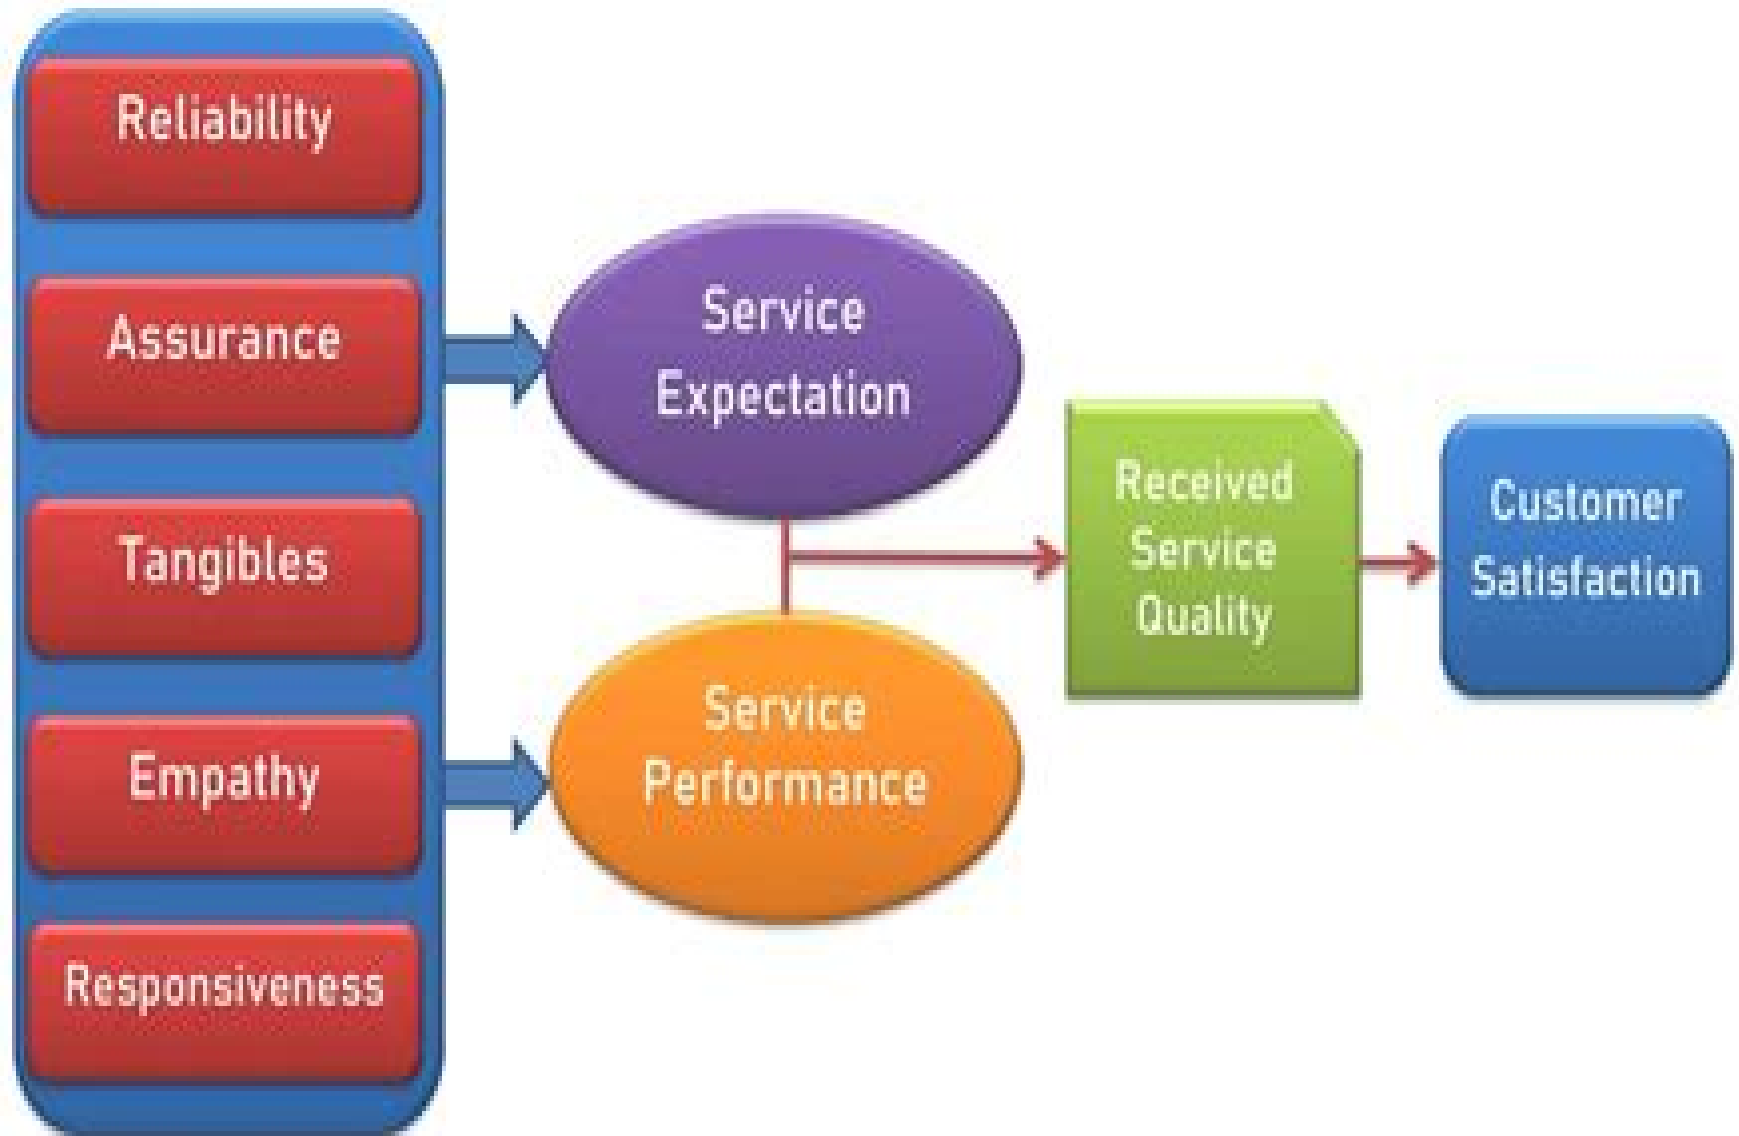 Reliability
Assurance
Tangibles
Empathy
Responsiveness
Service
Expectation
Service
Performance
Received
Service
Quality
Customer
Satisfaction